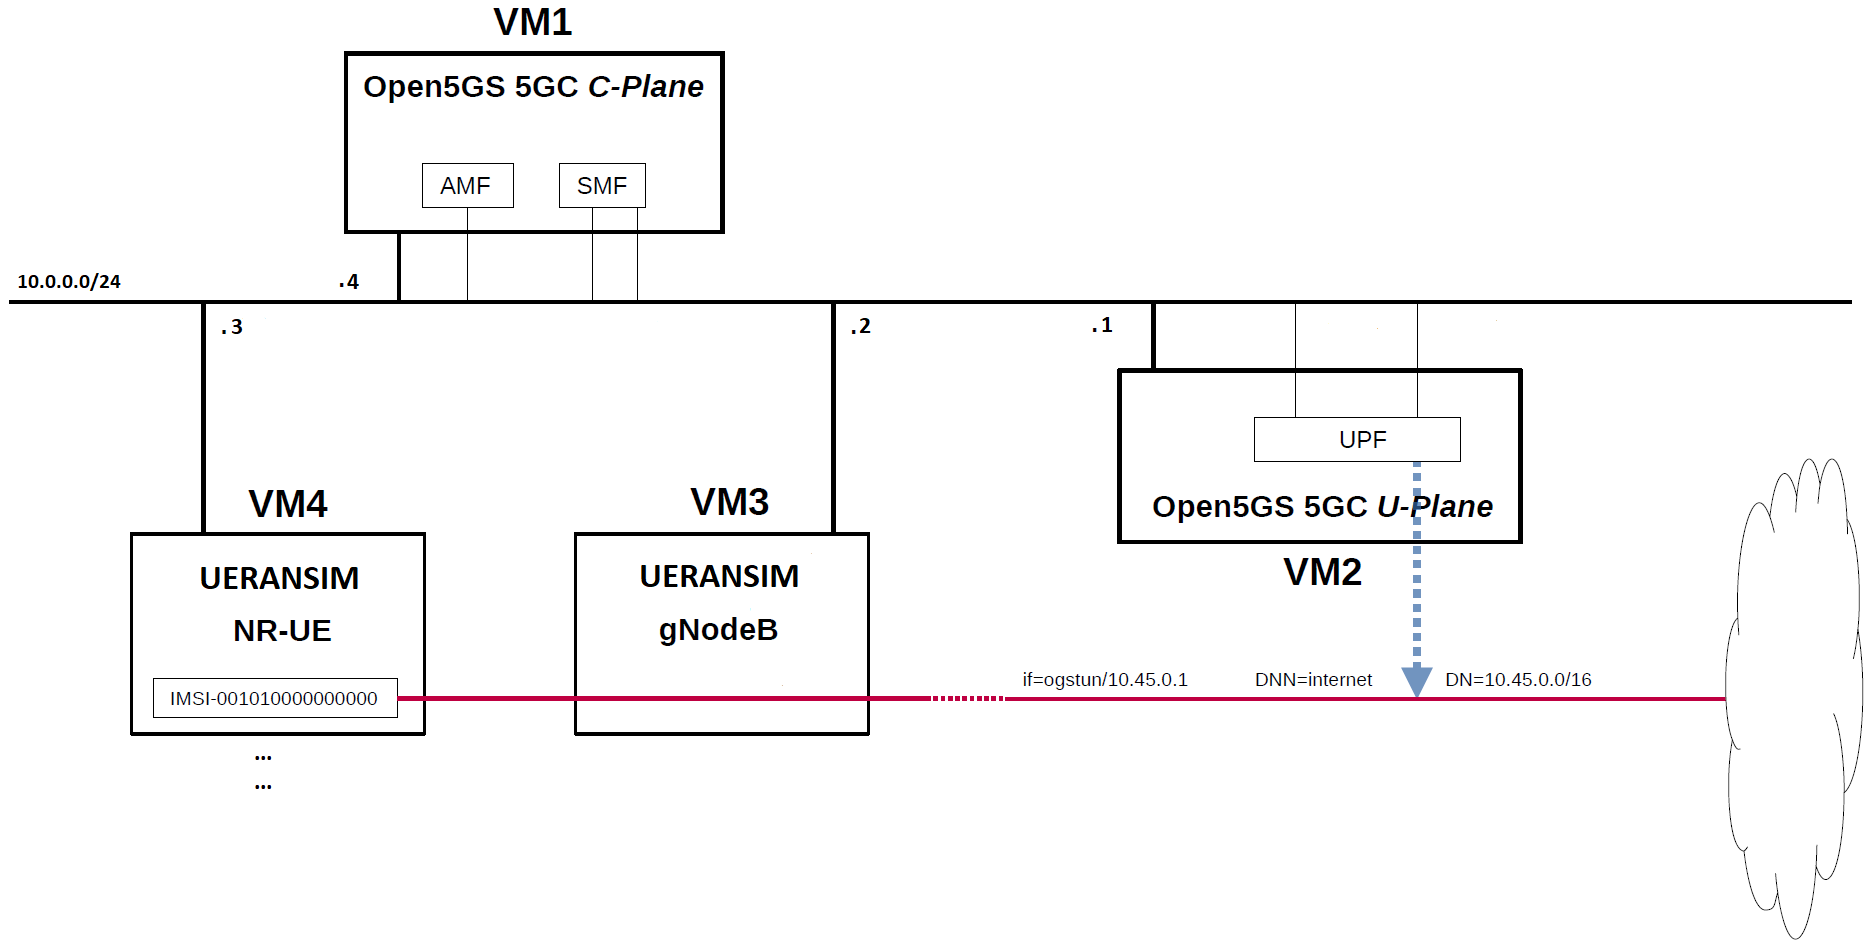 VM1
Open5GS 5GC C-Plane
AMF
SMF
10.0.0.0/24
.4
.3
.2
.1
UPF
Open5GS 5GC U-Plane
VM2
VM4
UERANSIM
NR-UE
IMSI-001010000000000
...
...
VM3
UERANSIM
gNodeB
if=ogstun/10.45.0.1
DNN=internet
DN=10.45.0.0/16